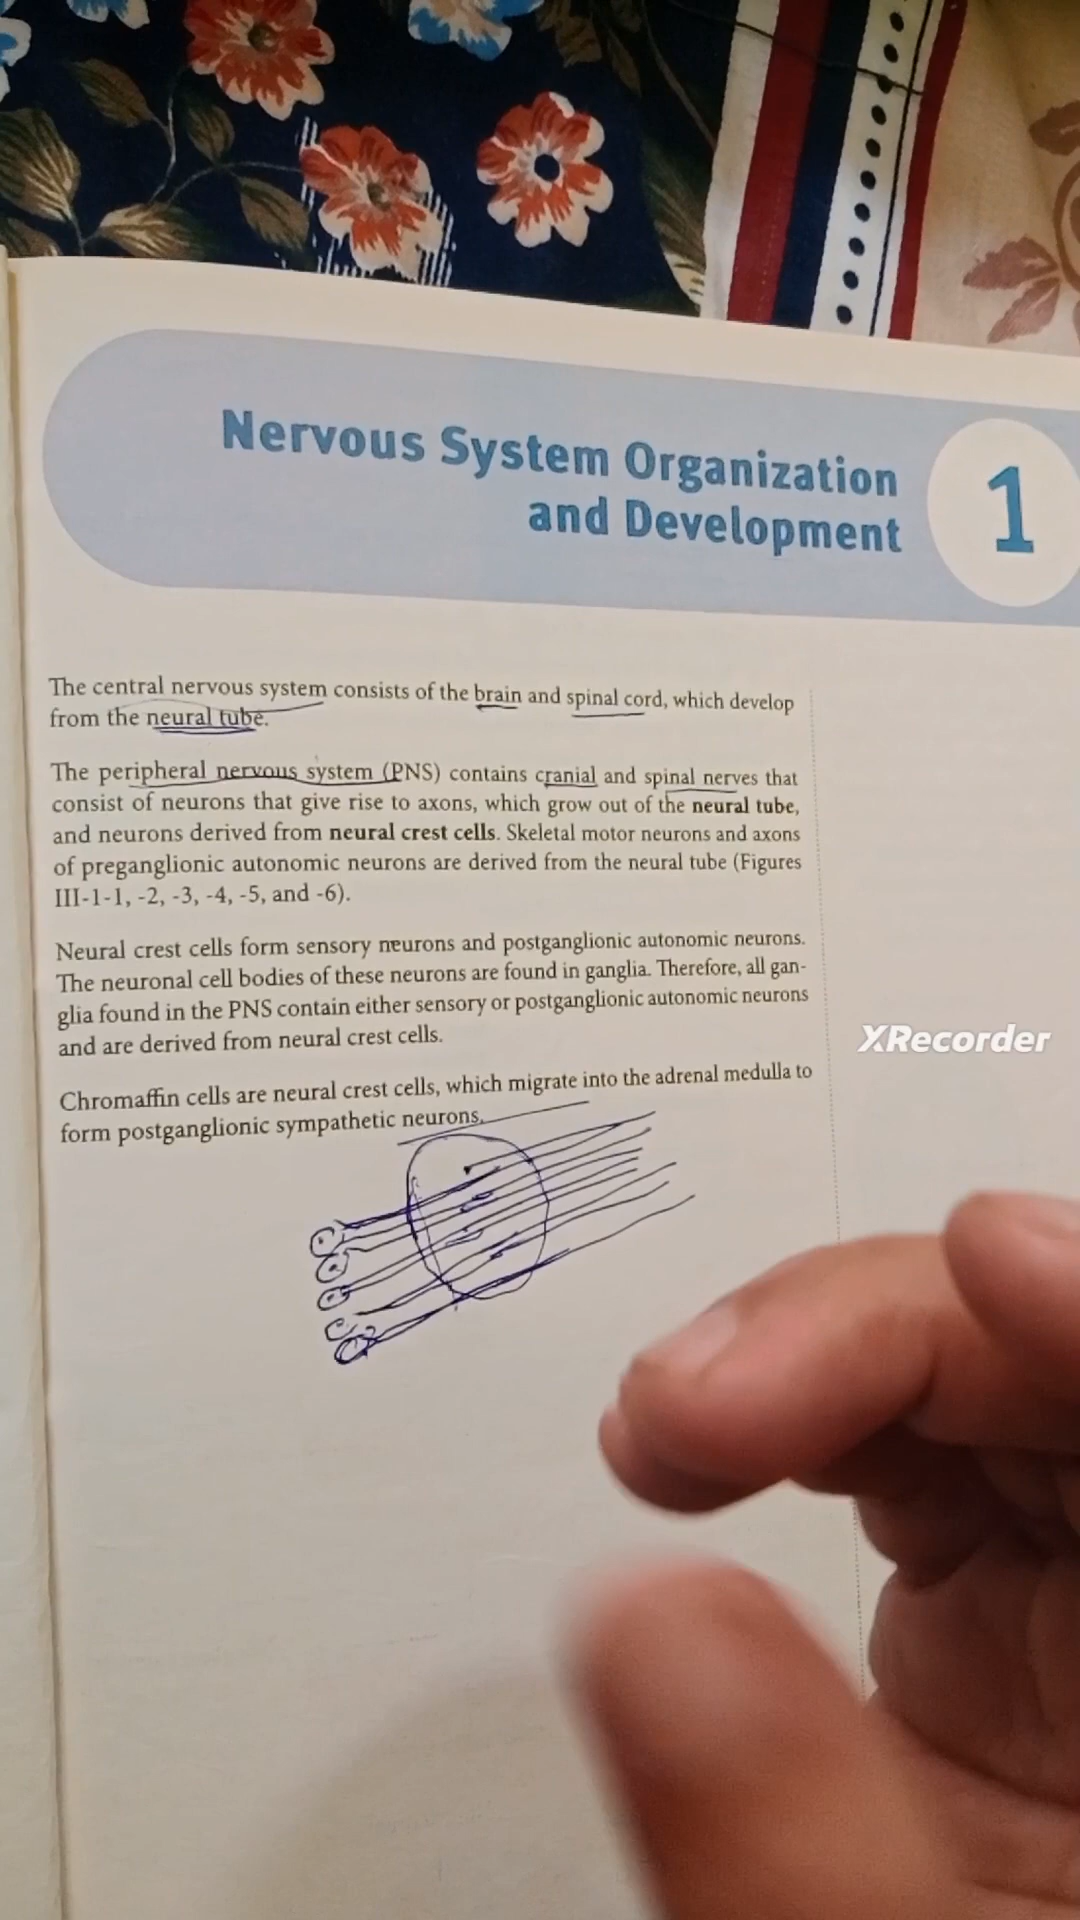 Nervous System Organization
and Development
1
The central nervous system consists of the brain and spinal cord, which develop
from the neural tube.
The peripheral nervous system (PNS) contains cranial and spinal nerves that
consist of neurons that give rise to axons, which grow out of the neural tube,
and neurons derived from neural crest cells. Skeletal motor neurons and axons
of preganglionic autonomic neurons are derived from the neural tube (Figures
III-1-1, -2, -3, -4, -5, and -6).
Neural crest cells form sensory neurons and postganglionic autonomic neurons.
The neuronal cell bodies of these neurons are found in ganglia. Therefore, all gan-
glia found in the PNS contain either sensory or postganglionic autonomic neurons
and are derived from neural crest cells.
XRecorder
Chromaffin cells are neural crest cells, which migrate into the adrenal medulla to
form postganglionic sympathetic neurons.